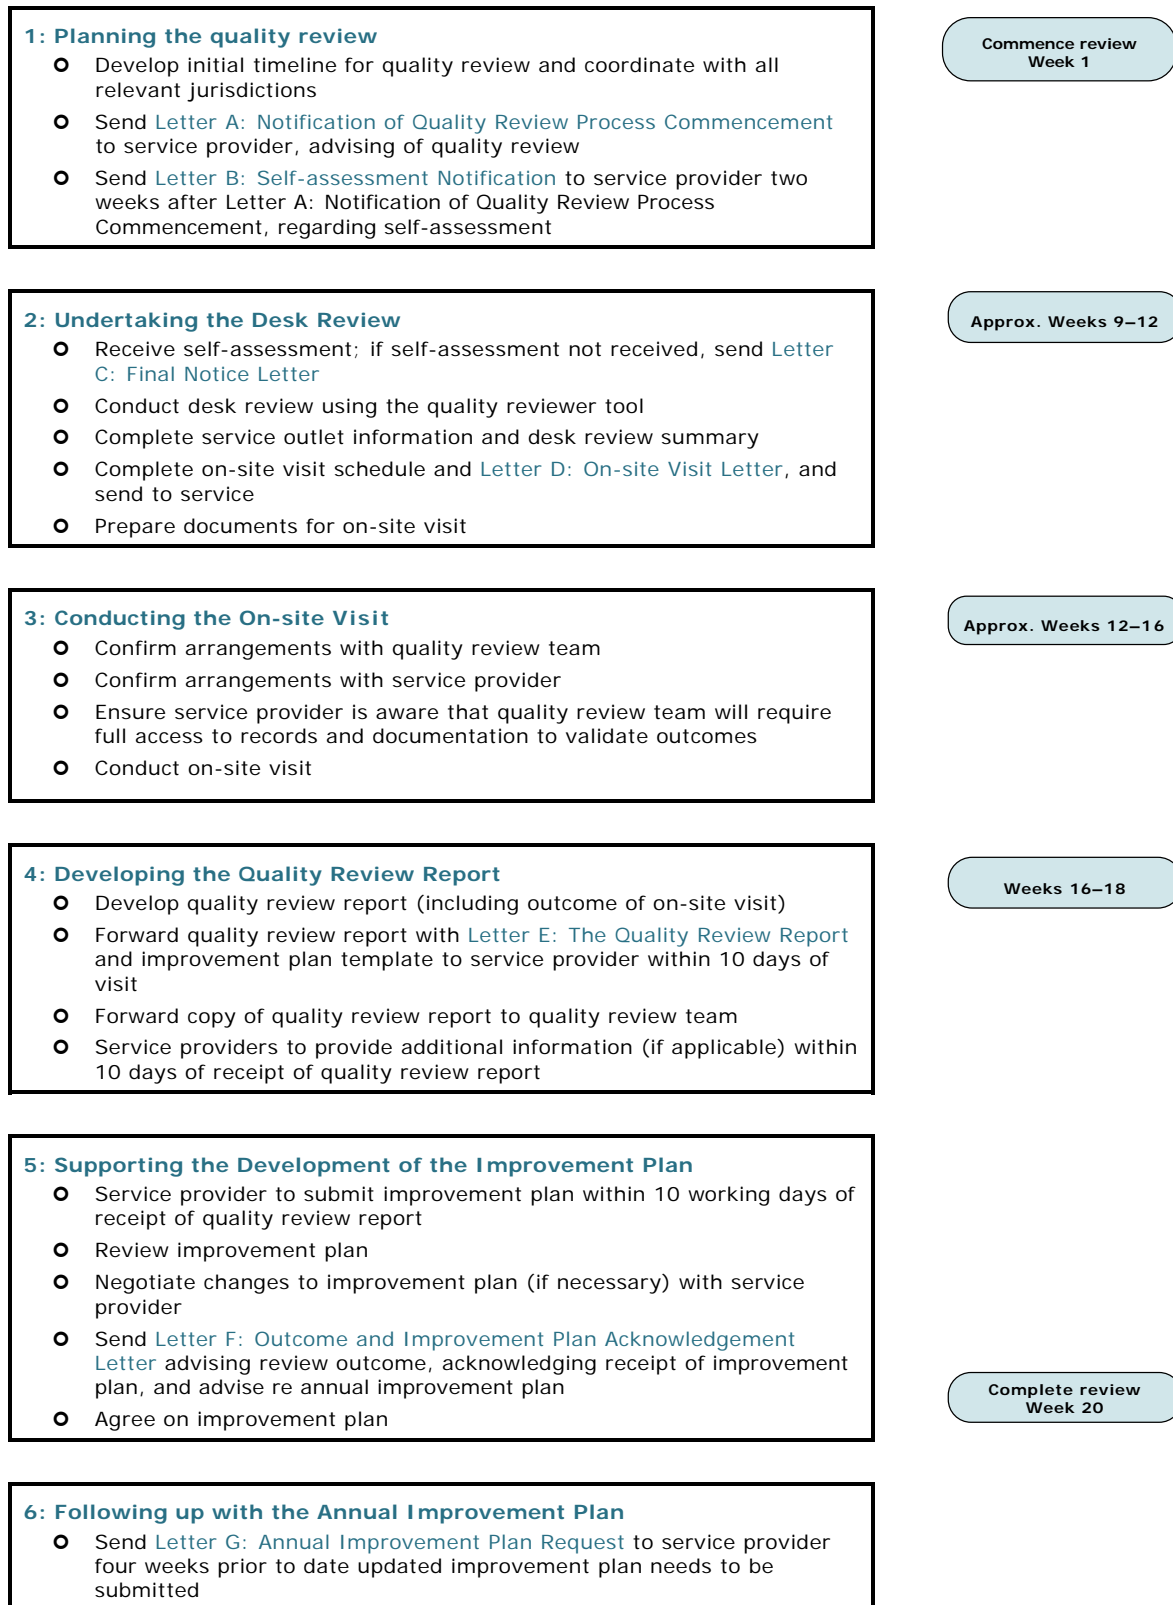 1: Planning the quality review
Commence review
Week 1
Develop initial timeline for quality review and coordinate with all
relevant jurisdictions
Send Letter A: Notification of Quality Review Process Commencement
to service provider, advising of quality review
Send Letter B: Self-assessment Notification to service provider two
weeks after Letter A: Notification of Quality Review Process
Commencement, regarding self-assessment
2: Undertaking the Desk Review
Approx. Weeks 9–12
Receive self-assessment; if self-assessment not received, send Letter
C: Final Notice Letter
Conduct desk review using the quality reviewer tool
Complete service outlet information and desk review summary
Complete on-site visit schedule and Letter D: On-site Visit Letter, and
send to service
Prepare documents for on-site visit
3: Conducting the On-site Visit
Approx. Weeks 12–16
Confirm arrangements with quality review team
Confirm arrangements with service provider
Ensure service provider is aware that quality review team will require
full access to records and documentation to validate outcomes
Conduct on-site visit
4: Developing the Quality Review Report
Weeks 16–18
Develop quality review report (including outcome of on-site visit)
Forward quality review report with Letter E: The Quality Review Report
and improvement plan template to service provider within 10 days of
visit
Forward copy of quality review report to quality review team
Service providers to provide additional information (if applicable) within
10 days of receipt of quality review report
5: Supporting the Development of the Improvement Plan
Service provider to submit improvement plan within 10 working days of
receipt of quality review report
Review improvement plan
Negotiate changes to improvement plan (if necessary) with service
provider
Send Letter F: Outcome and Improvement Plan Acknowledgement
Letter advising review outcome, acknowledging receipt of improvement
plan, and advise re annual improvement plan
Agree on improvement plan
Complete review
Week 20
6: Following up with the Annual Improvement Plan
Send Letter G: Annual Improvement Plan Request to service provider
four weeks prior to date updated improvement plan needs to be
submitted